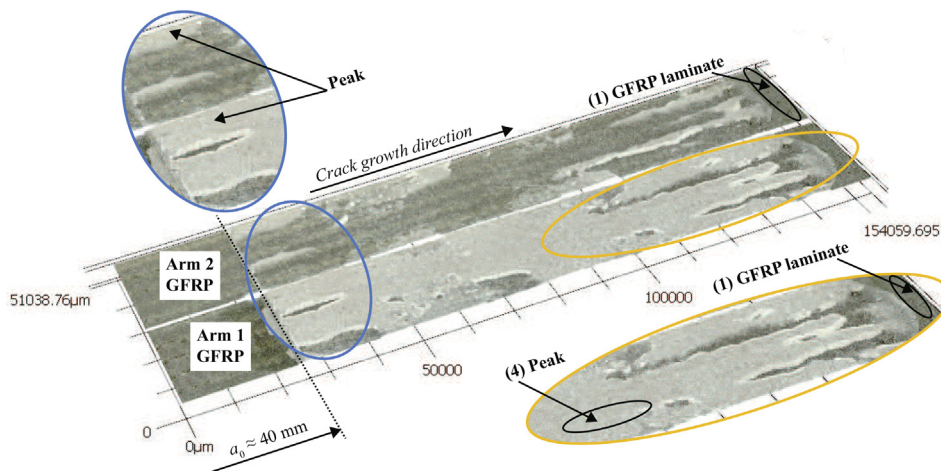 Peak
(1) GFRP laminate
Crack growth direction
Arm 2
GFRP
51038.76µm
154059.695
Arm 1
GFRP
100000
(1) GFRP laminate
50000
(4) Peak
0
0µm
a₀ ≈ 40 mm